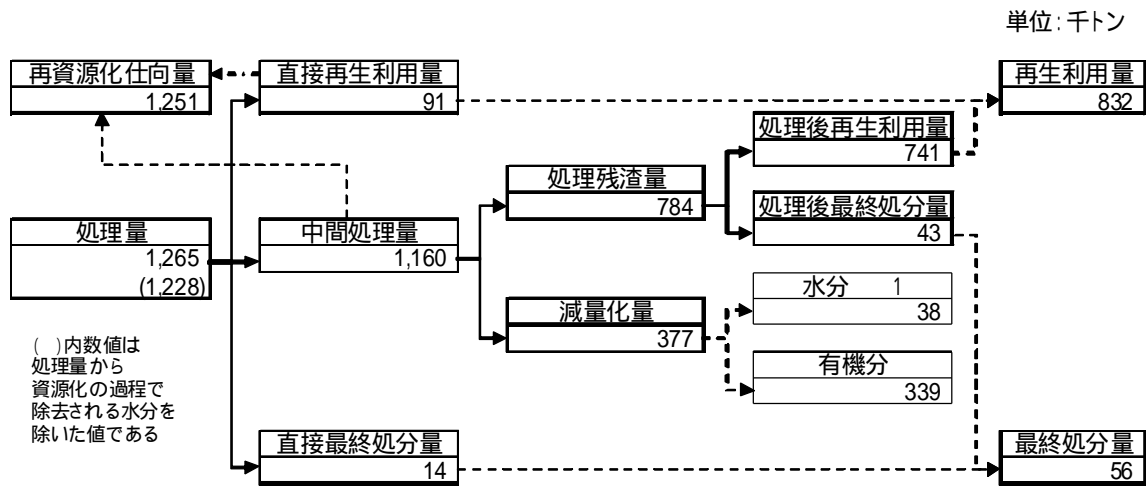 単位：千トン
再資源化仕向量
1,251
直接再生利用量
91
再生利用量
832
処理後再生利用量
741
処理残渣量
784
処理後最終処分量
43
処理量
1,265
(1,228)
中間処理量
1,160
水分 1
38
減量化量
377
有機分
339
( )内数値は
処理量から
資源化の過程で
除去される水分を
除いた値である
直接最終処分量
14
最終処分量
56